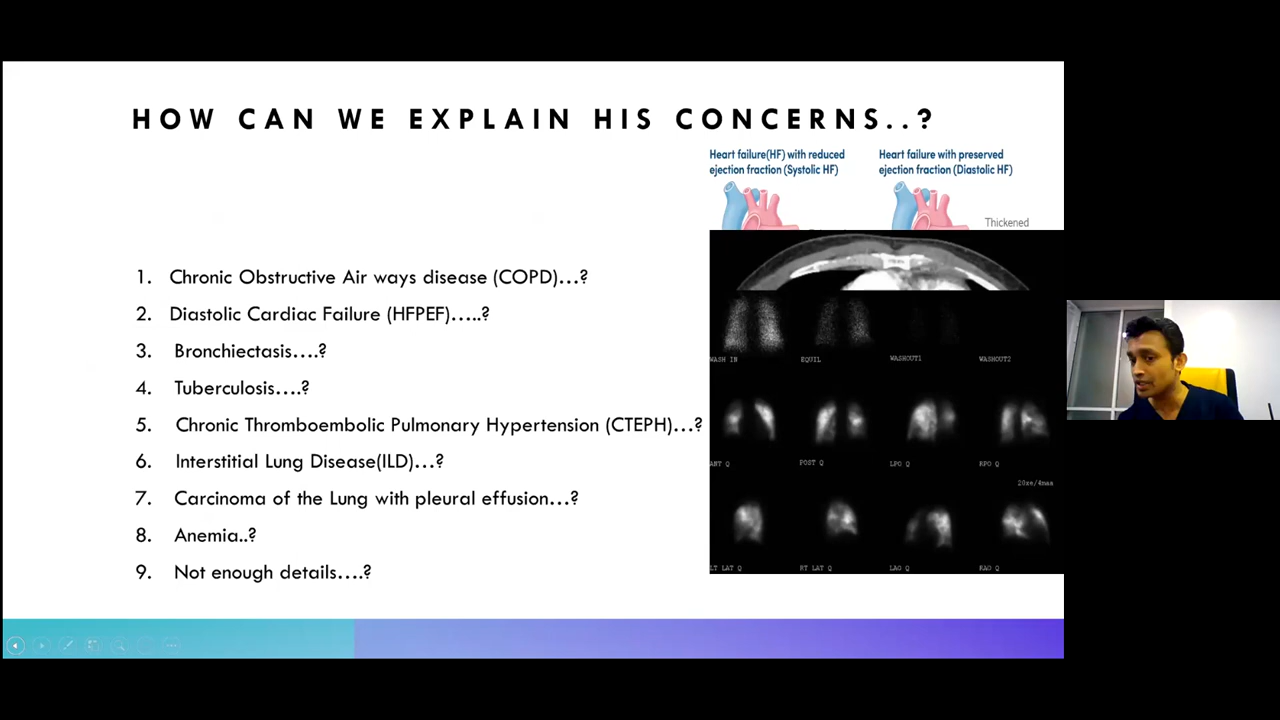 HOW CAN WE EXPLAIN HIS CONCERNS..?
Heart failure(HF) with reduced
ejection fraction (Systolic HF)
Heart failure with preserved
ejection fraction (Diastolic HF)
Thickened
1. Chronic Obstructive Air ways disease (COPD)...?
2. Diastolic Cardiac Failure (HFPEF).....?
3. Bronchiectasis....?
4. Tuberculosis....?
5. Chronic Thromboembolic Pulmonary Hypertension (CTEPH)...?
6. Interstitial Lung Disease(ILD)...?
7. Carcinoma of the Lung with pleural effusion...?
8. Anemia..?
9. Not enough details....?
WASH IN EQUIL WASHOUT1 WASHOUT2
ANT Q POST Q LPO Q RPO Q
20xe/4maa
LT LAT Q RT LAT Q LAO Q RAO Q